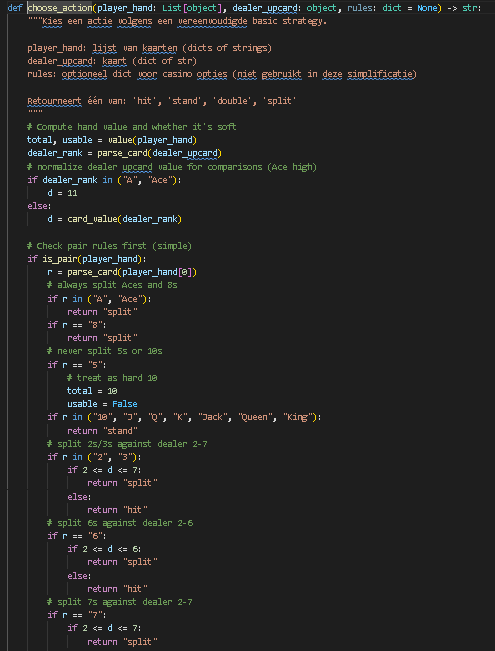 def choose_action(player_hand: List[object], dealer_upcard: object, rules: dict = None) -> str:
    """Kies een actie volgens een vereenvoudigde basic strategy.

    player_hand: lijst van kaarten (dicts of strings)
    dealer_upcard: kaart (dict of str)
    rules: optioneel dict voor casino opties (niet gebruikt in deze simplificatie)

    Retourneert één van: 'hit', 'stand', 'double', 'split'
    """
    # Compute hand value and whether it's soft
    total, usable = value(player_hand)
    dealer_rank = parse_card(dealer_upcard)
    # normalize dealer upcard value for comparisons (Ace high)
    if dealer_rank in ("A", "Ace"):
        d = 11
    else:
        d = card_value(dealer_rank)

    # Check pair rules first (simple)
    if is_pair(player_hand):
        r = parse_card(player_hand[0])
        # always split Aces and 8s
        if r in ("A", "Ace"):
            return "split"
        if r == "8":
            return "split"
        # never split 5s or 10s
        if r == "5":
            # treat as hard 10
            total = 10
            usable = False
        if r in ("10", "J", "Q", "K", "Jack", "Queen", "King"):
            return "stand"
        # split 2s/3s against dealer 2-7
        if r in ("2", "3"):
            if 2 <= d <= 7:
                return "split"
            else:
                return "hit"
        # split 6s against dealer 2-6
        if r == "6":
            if 2 <= d <= 6:
                return "split"
            else:
                return "hit"
        # split 7s against dealer 2-7
        if r == "7":
            if 2 <= d <= 7:
                return "split"